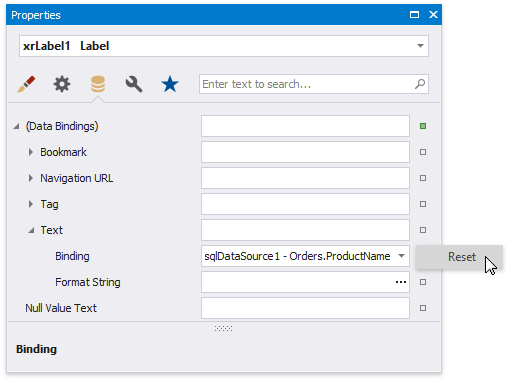 Properties
xrLabel1 Label
Enter text to search...
(Data Bindings)
Bookmark
Navigation URL
Tag
Text
Binding sqlDataSource1 - Orders.ProductName Reset
Format String ...
Null Value Text
Binding